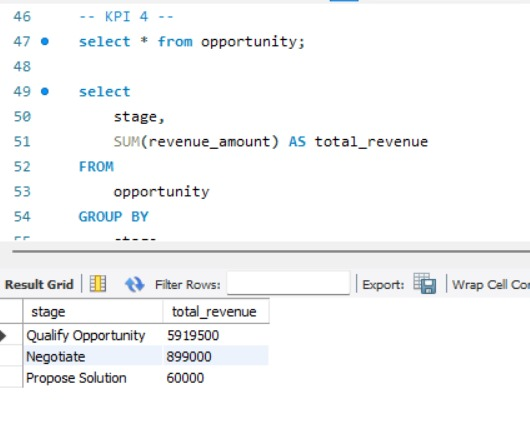 46 -- KPI 4 --
47 select * from opportunity;
48
49 select
50 stage,
51 SUM(revenue_amount) AS total_revenue
52 FROM
53 opportunity
54 GROUP BY
Result Grid Filter Rows: Export: Wrap Cell
stage total_revenue
Qualify Opportunity 5919500
Negotiate 899000
Propose Solution 60000